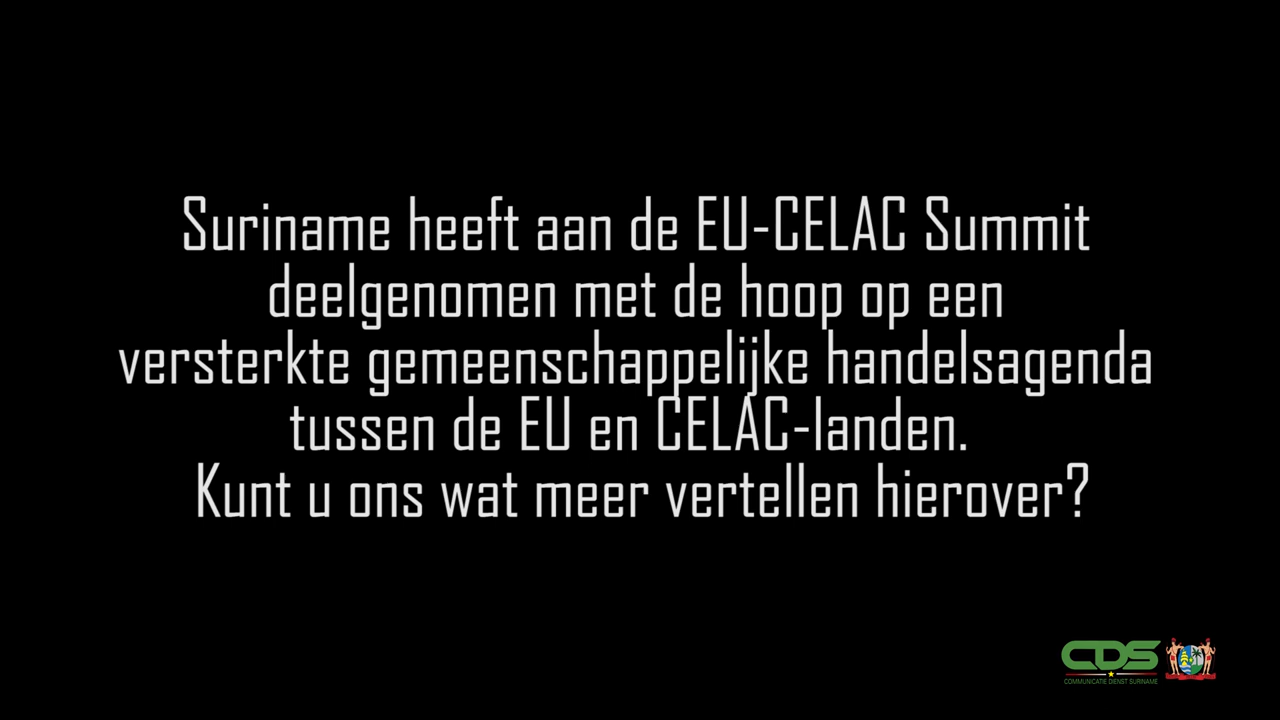 Suriname heeft aan de EU-CELAC Summit
deelgenomen met de hoop op een
versterkte gemeenschappelijke handelsagenda
tussen de EU en CELAC-landen.
Kunt u ons wat meer vertellen hierover?
CDS
COMMUNICATIE DIENST SURINAME